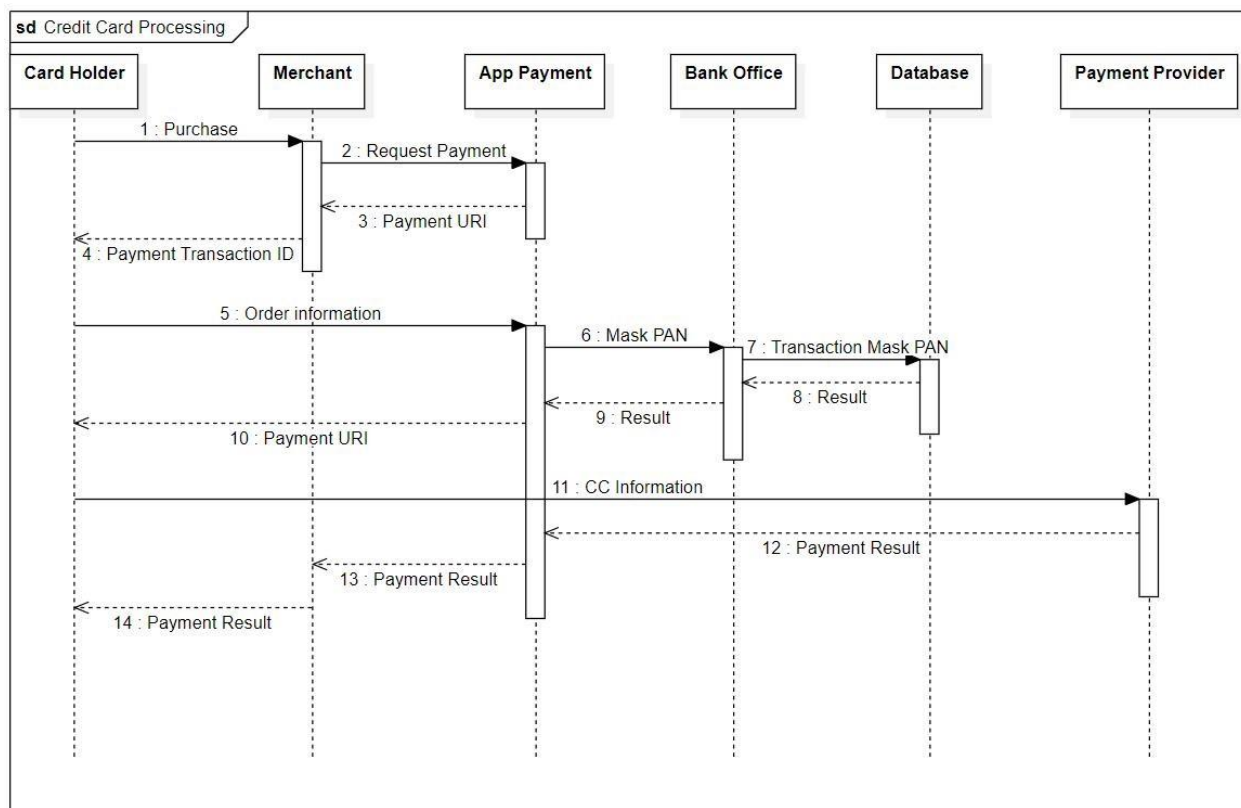 sd Credit Card Processing
Card Holder
Merchant
App Payment
Bank Office
Database
Payment Provider
1 : Purchase
2 : Request Payment
3 : Payment URI
4 : Payment Transaction ID
5 : Order information
6 : Mask PAN
7 : Transaction Mask PAN
8 : Result
9 : Result
10 : Payment URI
11 : CC Information
12 : Payment Result
13 : Payment Result
14 : Payment Result